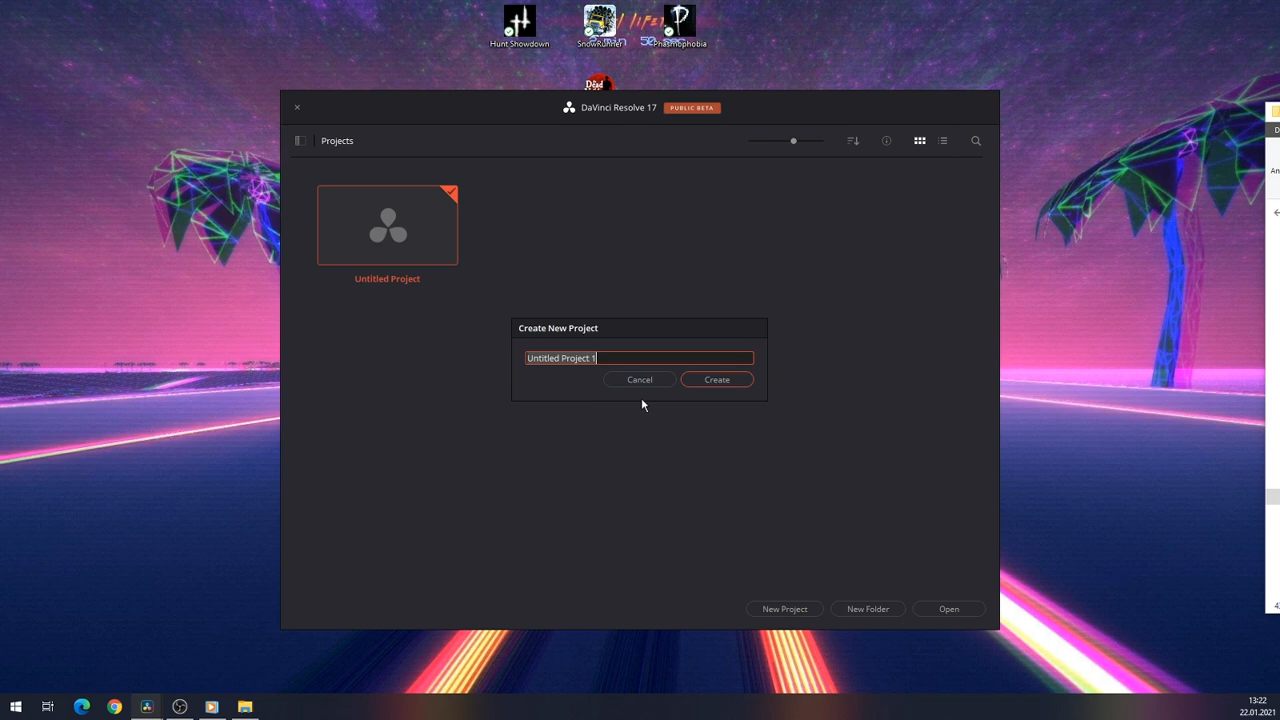 Hunt Showdown
SnowRunner
Phasmophobia
Dead
DaVinci Resolve 17
PUBLIC BETA
Projects
Untitled Project
Create New Project
Untitled Project 1
Cancel
Create
New Project
New Folder
Open
13:22
22.01.2021